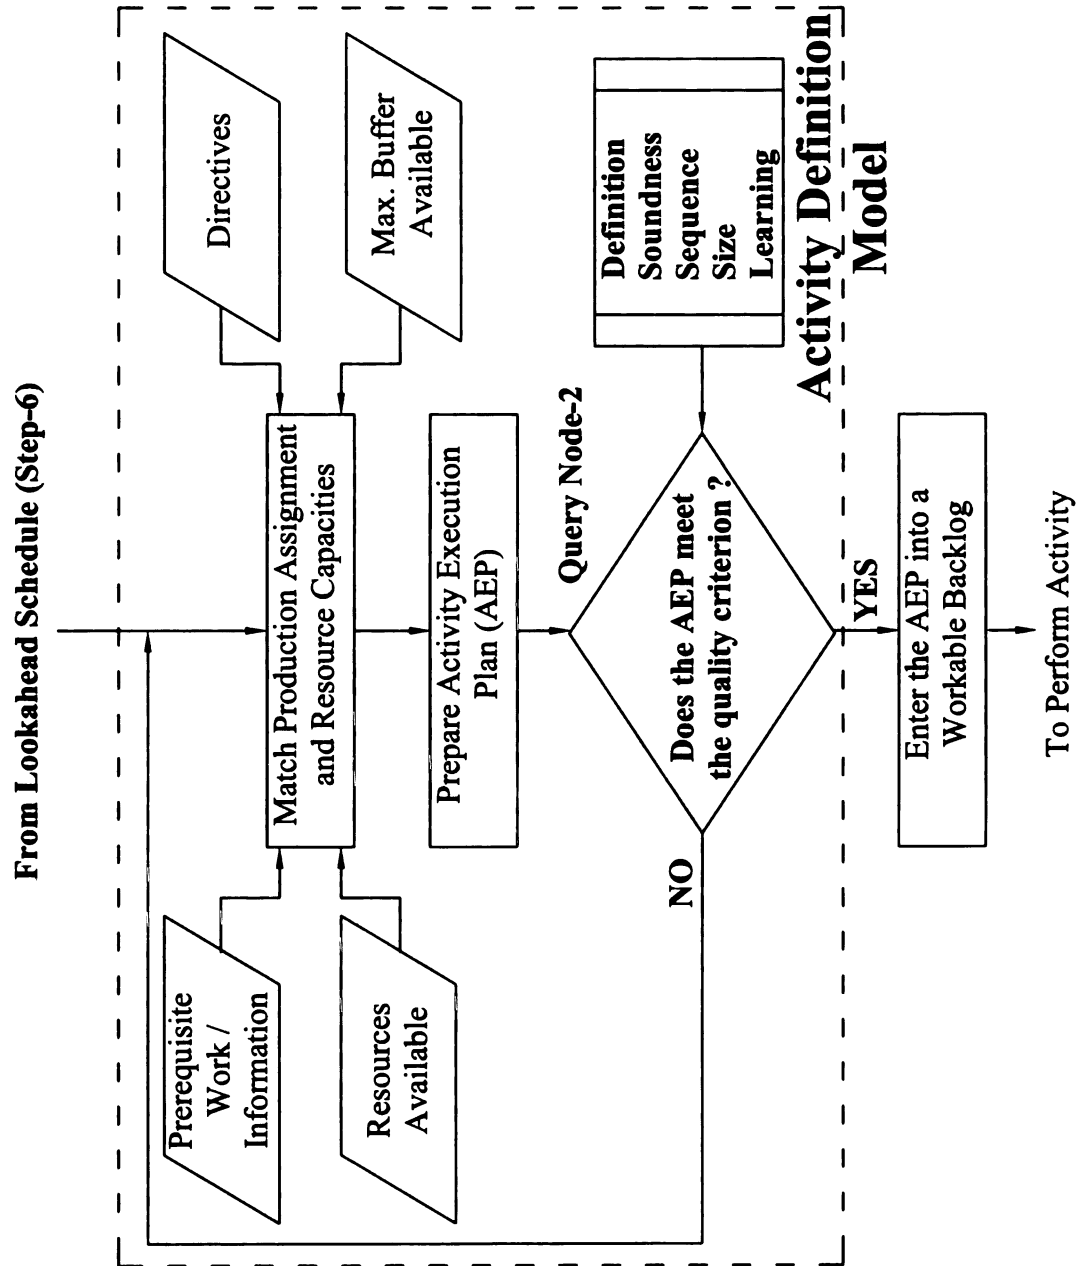 From Lookahead Schedule (Step-6)
Prerequisite
Work /
Information
Directives
Resources
Available
Max. Buffer
Available
Match Production Assignment
and Resource Capacities
Prepare Activity Execution
Plan (AEP)
Query Node-2
Does the AEP meet
the quality criterion ?
NO
YES
Definition
Soundness
Sequence
Size
Learning
Activity Definition
Model
Enter the AEP into a
Workable Backlog
To Perform Activity